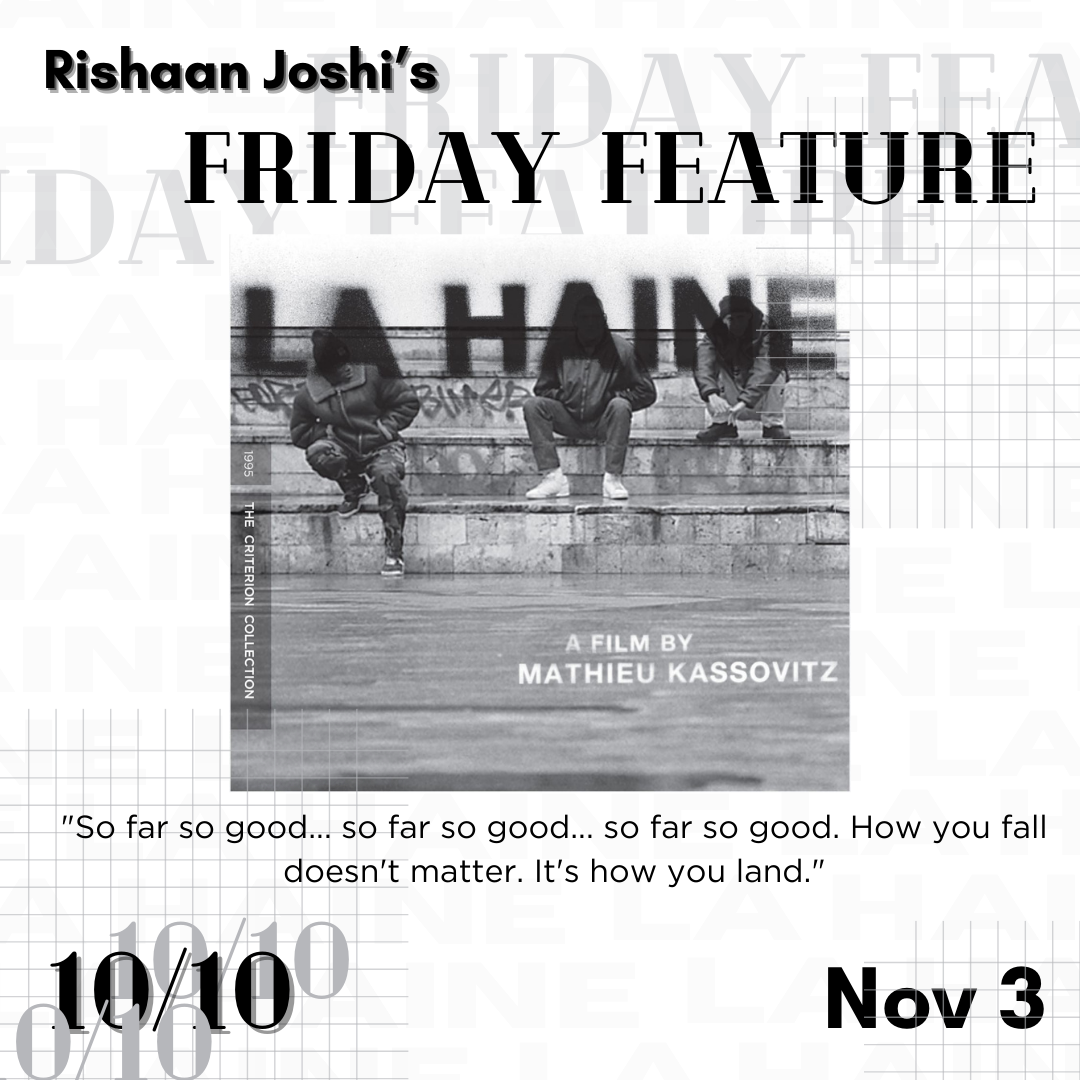 Rishaan Joshi’s
FRIDAY FEATURE
LA HAINE
1995
THE CRITERION COLLECTION
A FILM BY
MATHIEU KASSOVITZ
"So far so good... so far so good... so far so good. How you fall
doesn't matter. It's how you land."
10/10
Nov 3